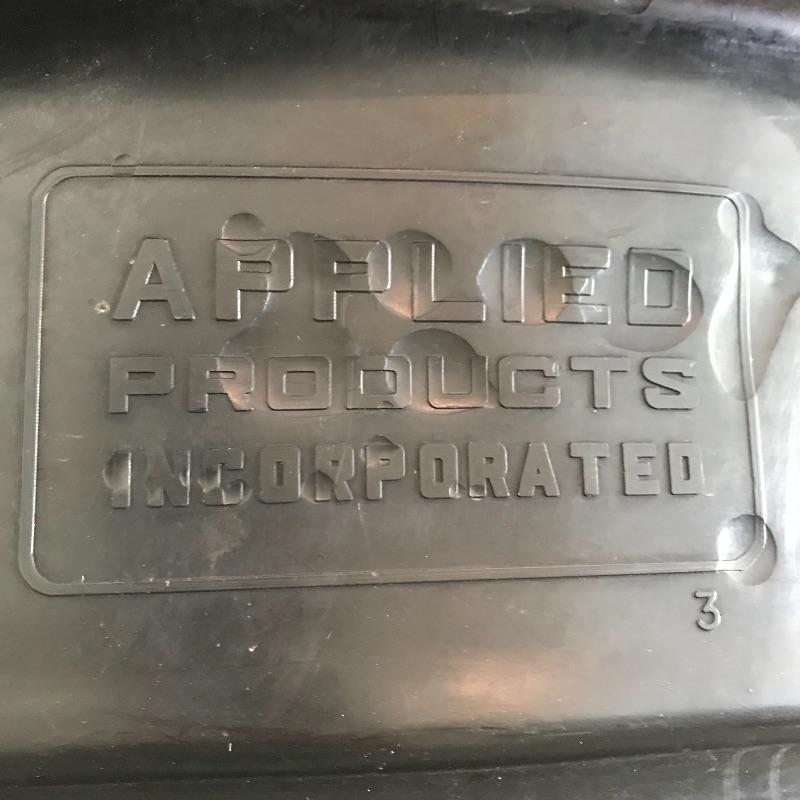 APPLIED
PRODUCTS
INCORPORATED
3